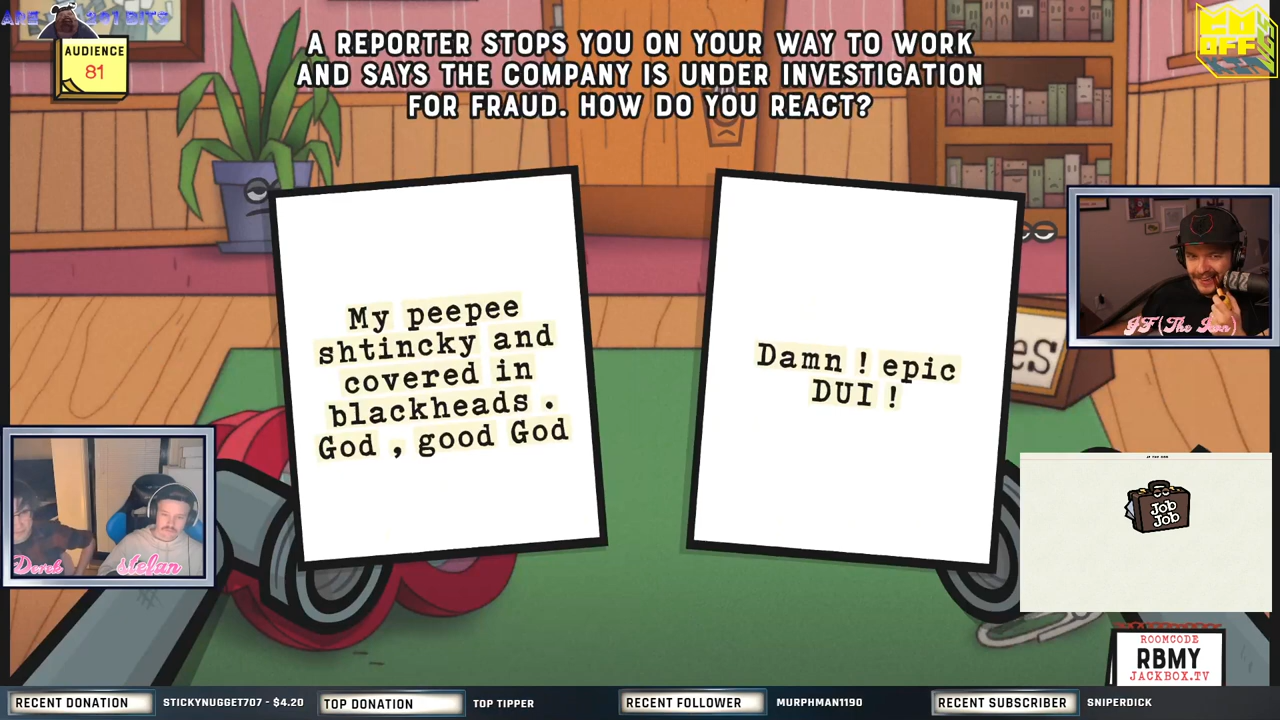 AUDIENCE
81
A REPORTER STOPS YOU ON YOUR WAY TO WORK
AND SAYS THE COMPANY IS UNDER INVESTIGATION
FOR FRAUD. HOW DO YOU REACT?
My peepee
shtincky and
covered in
blackheads .
God , good God
Damn ! epic
DUI !
JF (The Iron)
Derek
stefan
Job
Job
ROOMCODE
RBMY
JACKBOX.TV
RECENT DONATION
STICKYNUGGET707 - $4.20
TOP DONATION
TOP TIPPER
RECENT FOLLOWER
MURPHMAN1190
RECENT SUBSCRIBER
SNIPERDICK